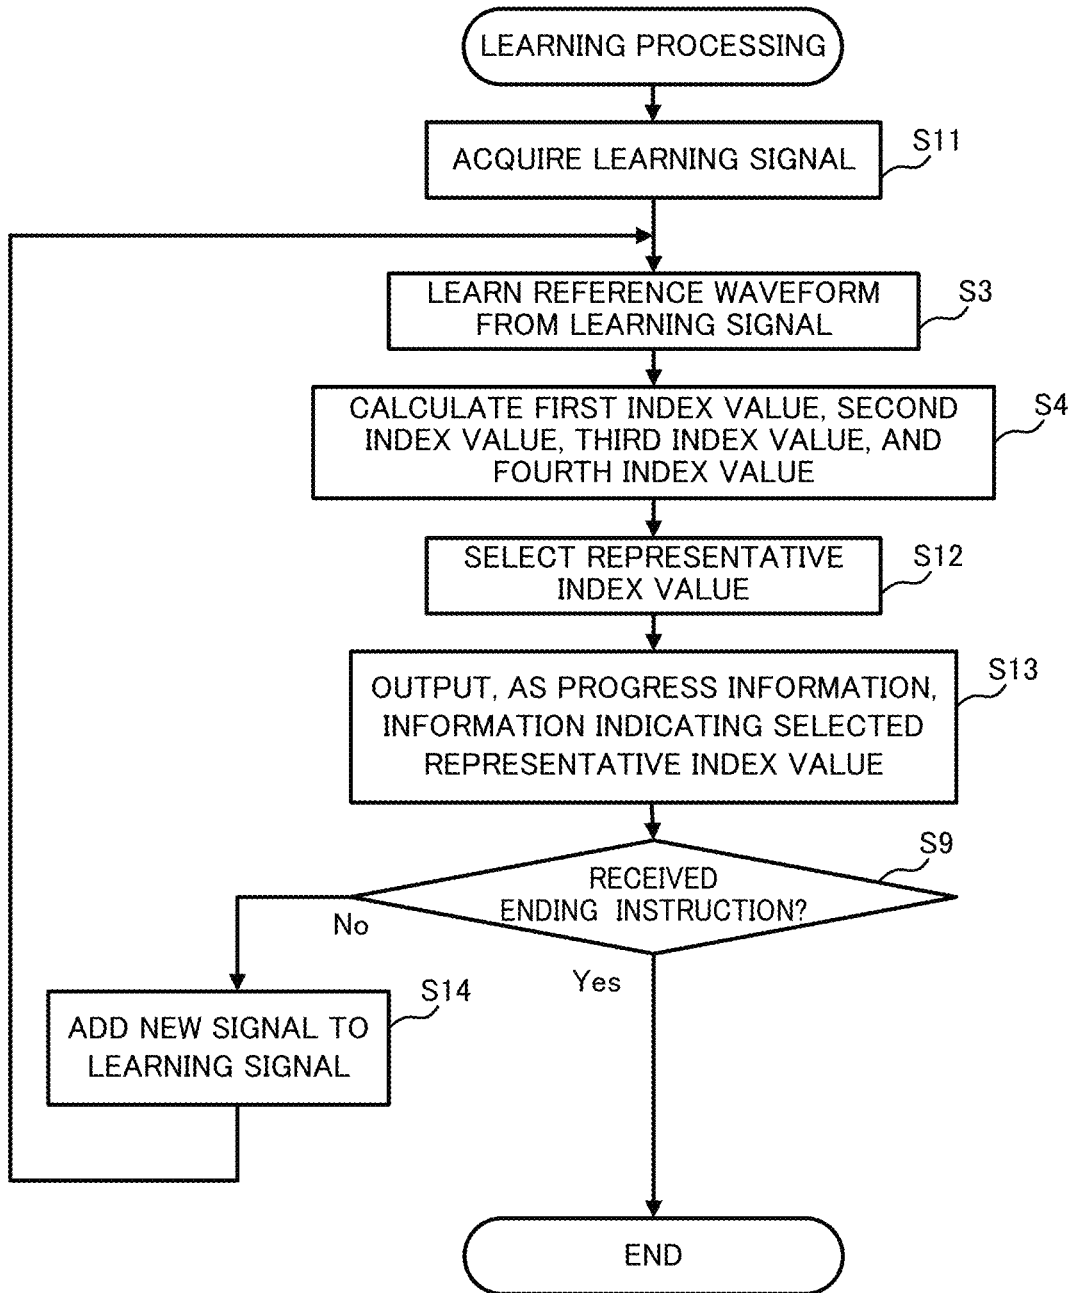 LEARNING PROCESSING
ACQUIRE LEARNING SIGNAL
S11
LEARN REFERENCE WAVEFORM
FROM LEARNING SIGNAL
S3
CALCULATE FIRST INDEX VALUE, SECOND
INDEX VALUE, THIRD INDEX VALUE, AND
FOURTH INDEX VALUE
S4
SELECT REPRESENTATIVE
INDEX VALUE
S12
OUTPUT, AS PROGRESS INFORMATION,
INFORMATION INDICATING SELECTED
REPRESENTATIVE INDEX VALUE
S13
RECEIVED
ENDING INSTRUCTION?
S9
No
Yes
ADD NEW SIGNAL TO
LEARNING SIGNAL
S14
END